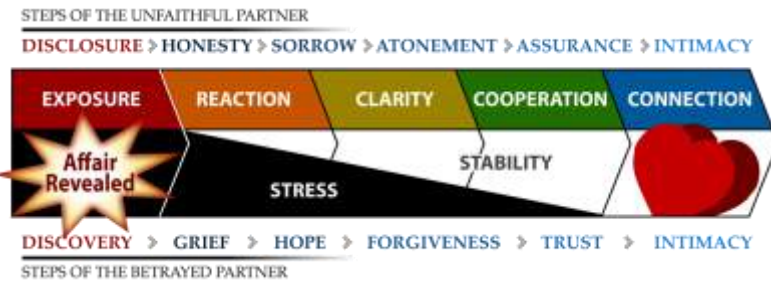 STEPS OF THE UNFAITHFUL PARTNER
DISCLOSURE > HONESTY > SORROW > ATONEMENT > ASSURANCE > INTIMACY
EXPOSURE REACTION CLARITY COOPERATION CONNECTION
Affair
Revealed
STABILITY
STRESS
DISCOVERY > GRIEF > HOPE > FORGIVENESS > TRUST > INTIMACY
STEPS OF THE BETRAYED PARTNER